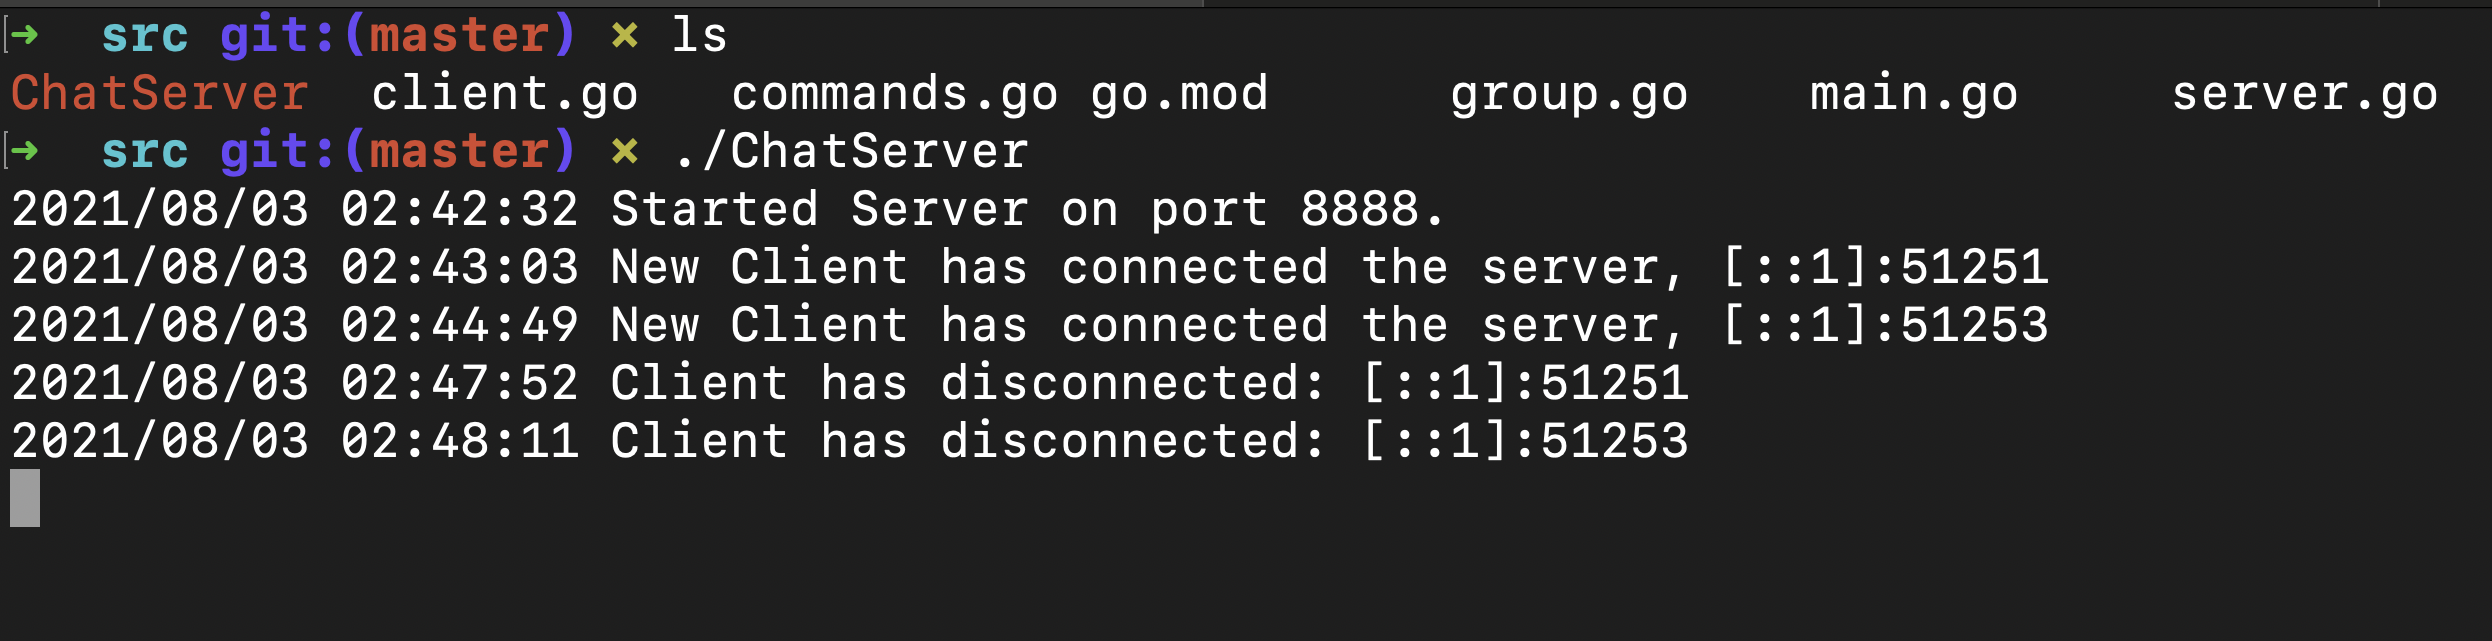 ➜  src git:(master) ✗ ls
ChatServer  client.go   commands.go go.mod      group.go    main.go     server.go
➜  src git:(master) ✗ ./ChatServer
2021/08/03 02:42:32 Started Server on port 8888.
2021/08/03 02:43:03 New Client has connected the server, [::1]:51251
2021/08/03 02:44:49 New Client has connected the server, [::1]:51253
2021/08/03 02:47:52 Client has disconnected: [::1]:51251
2021/08/03 02:48:11 Client has disconnected: [::1]:51253